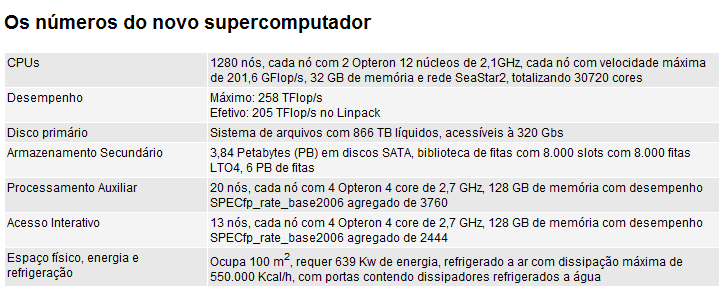 Os números do novo supercomputador
CPUs
1280 nós, cada nó com 2 Opteron 12 núcleos de 2,1GHz, cada nó com velocidade máxima
de 201,6 GFlop/s, 32 GB de memória e rede SeaStar2, totalizando 30720 cores
Desempenho
Máximo: 258 TFlop/s
Efetivo: 205 TFlop/s no Linpack
Disco primário
Sistema de arquivos com 866 TB líquidos, acessíveis à 320 Gbs
Armazenamento Secundário
3,84 Petabytes (PB) em discos SATA, biblioteca de fitas com 8.000 slots com 8.000 fitas
LTO4, 6 PB de fitas
Processamento Auxiliar
20 nós, cada nó com 4 Opteron 4 core de 2,7 GHz, 128 GB de memória com desempenho
SPECfp_rate_base2006 agregado de 3760
Acesso Interativo
13 nós, cada nó com 4 Opteron 4 core de 2,7 GHz, 128 GB de memória com desempenho
SPECfp_rate_base2006 agregado de 2444
Espaço físico, energia e
refrigeração
Ocupa 100 m², requer 639 Kw de energia, refrigerado a ar com dissipação máxima de
550.000 Kcal/h, com portas contendo dissipadores refrigerados a água